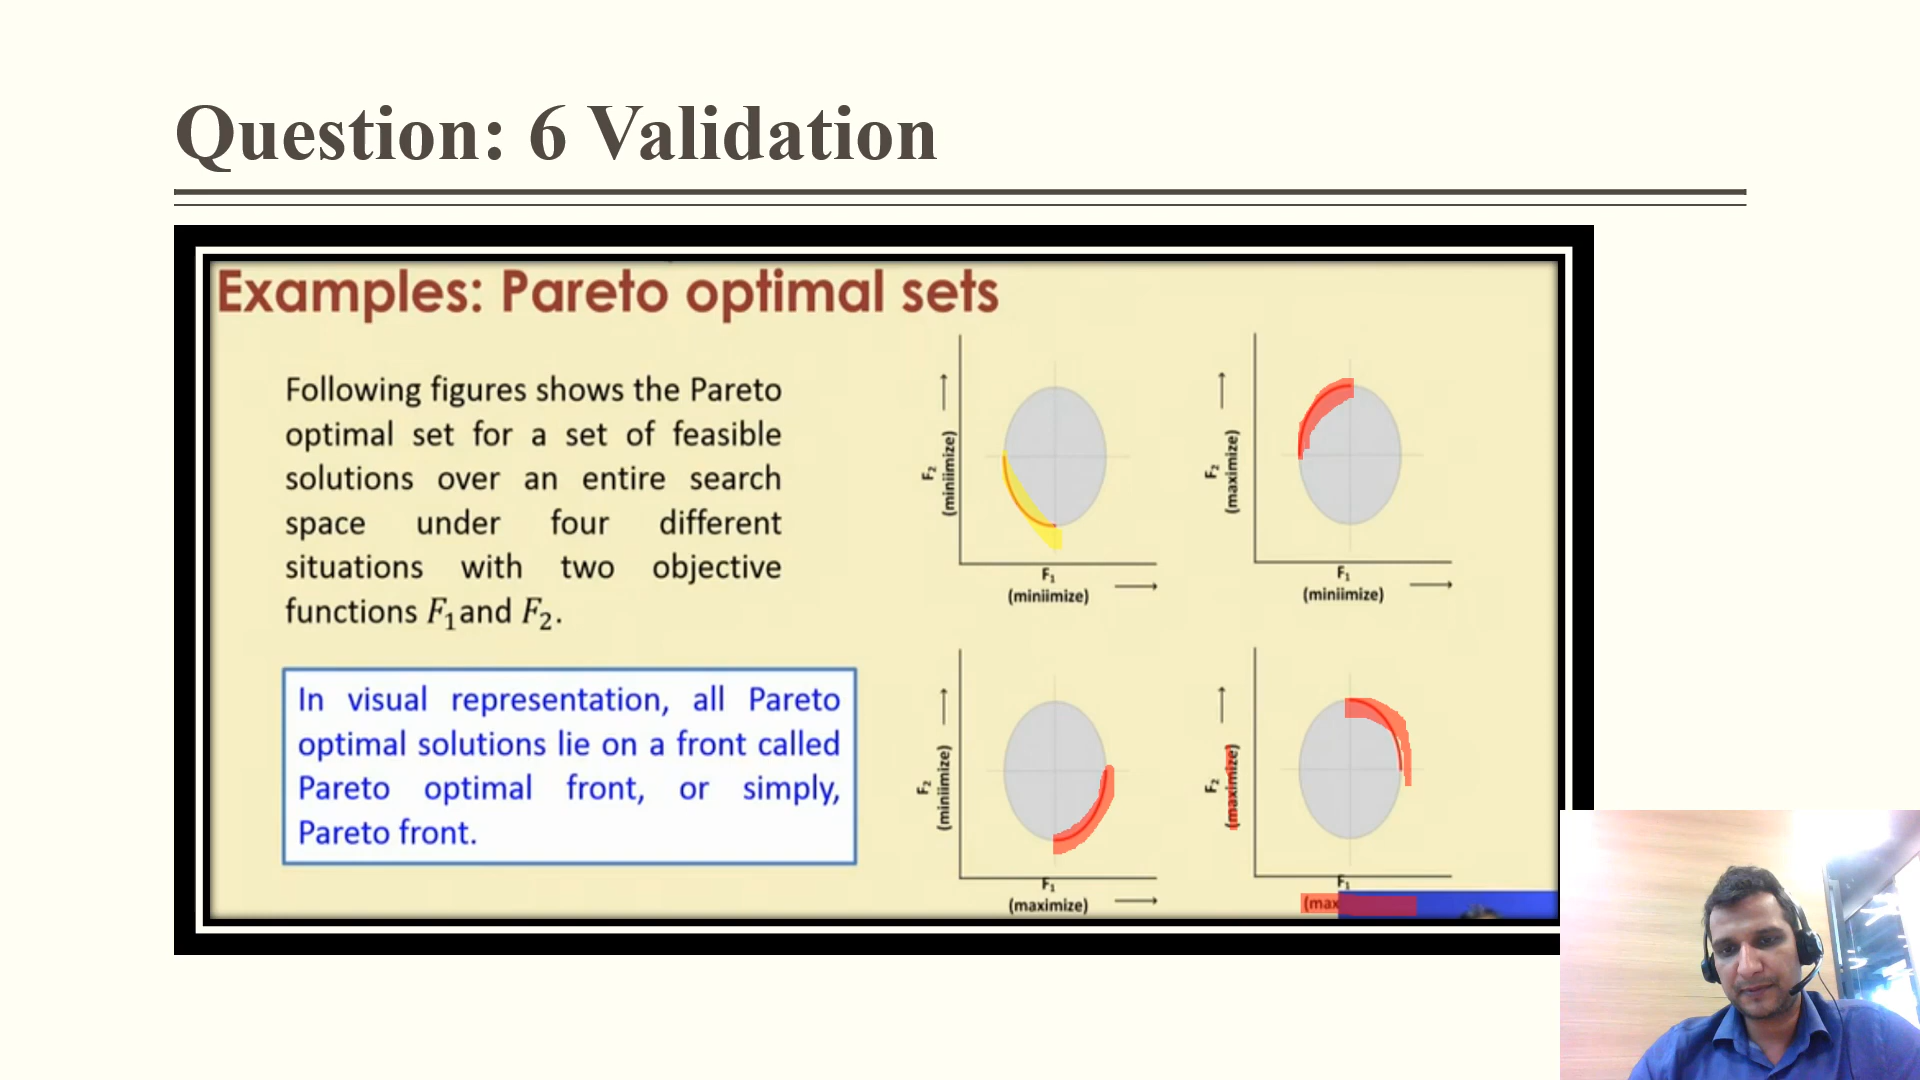 Question: 6 Validation
Examples: Pareto optimal sets
Following figures shows the Pareto
optimal set for a set of feasible
solutions over an entire search
space under four different
situations with two objective
functions F₁and F₂.
In visual representation, all Pareto
optimal solutions lie on a front called
Pareto optimal front, or simply,
Pareto front.
F₂
(miniimize)
F₁
(miniimize)
F₂
(maximize)
F₁
(miniimize)
F₂
(miniimize)
F₁
(maximize)
F₂
(maximize)
F₁
(max